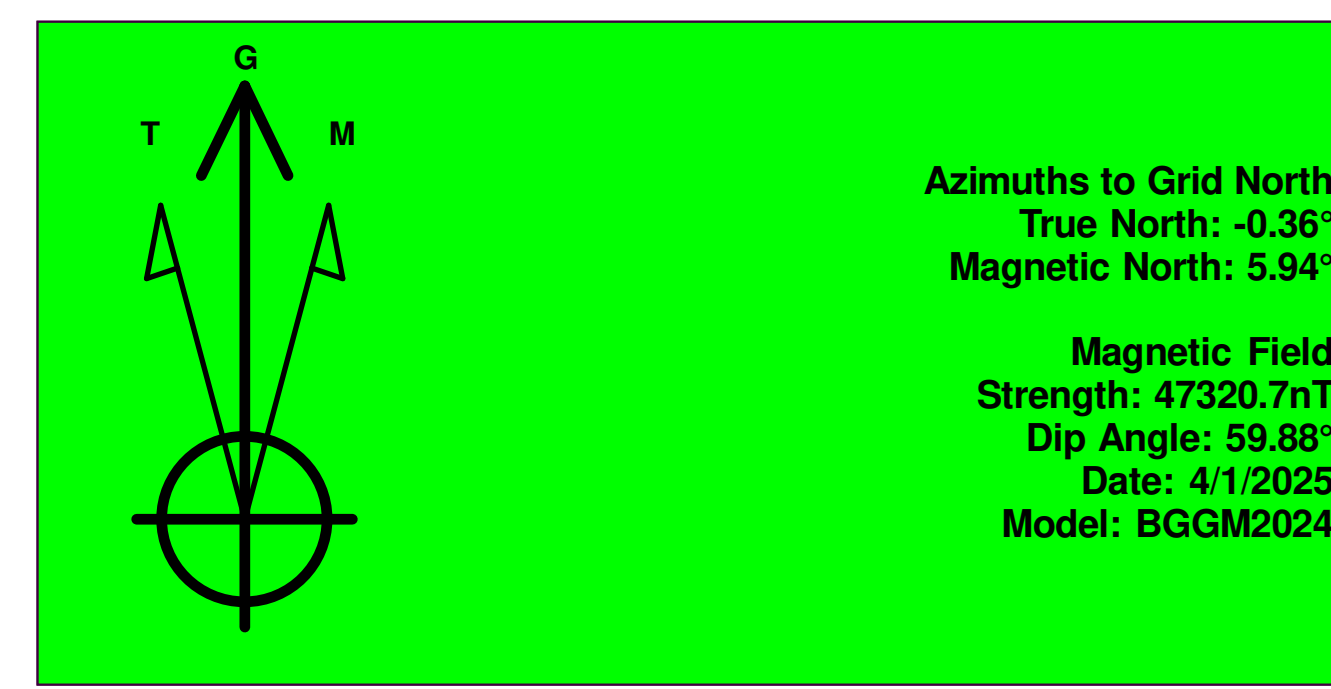 G
T M
Azimuths to Grid North
True North: -0.36°
Magnetic North: 5.94°
Magnetic Field
Strength: 47320.7nT
Dip Angle: 59.88°
Date: 4/1/2025
Model: BGGM2024